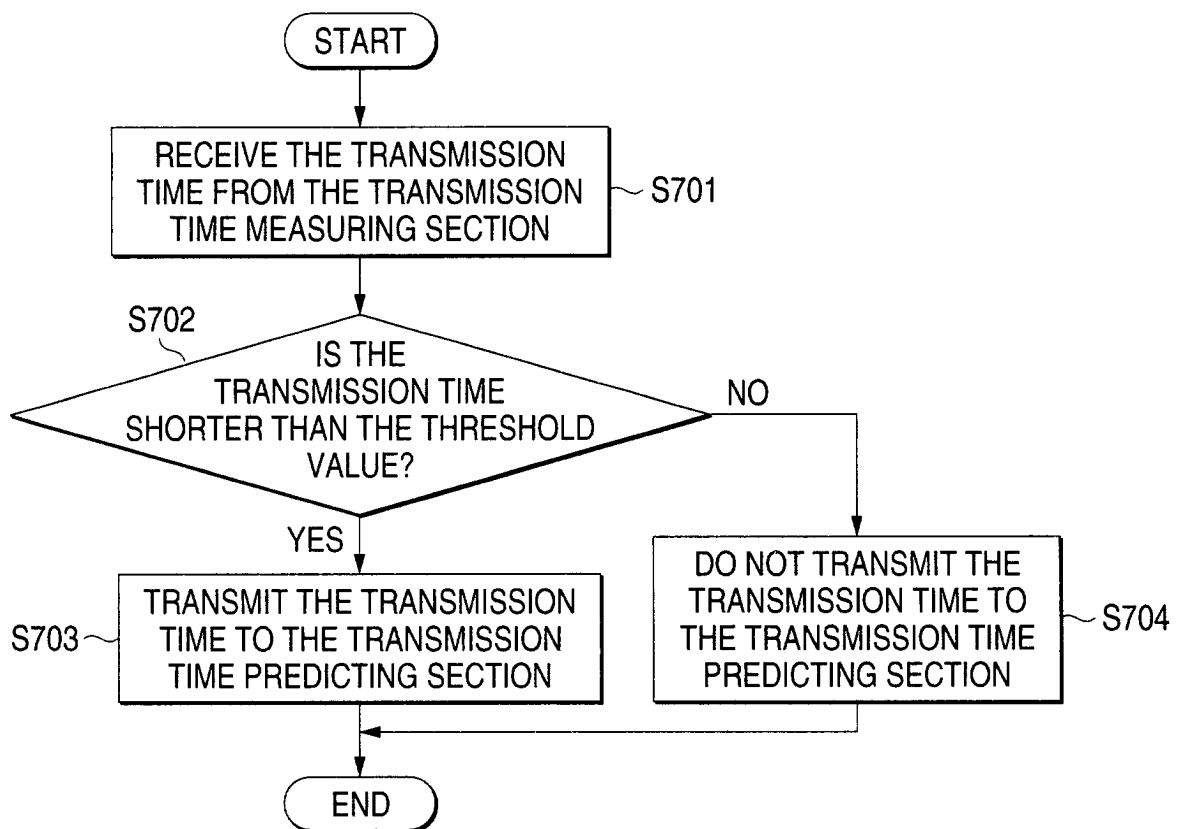 START
RECEIVE THE TRANSMISSION
TIME FROM THE TRANSMISSION
TIME MEASURING SECTION
S701
S702
IS THE
TRANSMISSION TIME
SHORTER THAN THE THRESHOLD
VALUE?
NO
YES
TRANSMIT THE TRANSMISSION
TIME TO THE TRANSMISSION
TIME PREDICTING SECTION
S703
DO NOT TRANSMIT THE
TRANSMISSION TIME TO
THE TRANSMISSION TIME
PREDICTING SECTION
S704
END